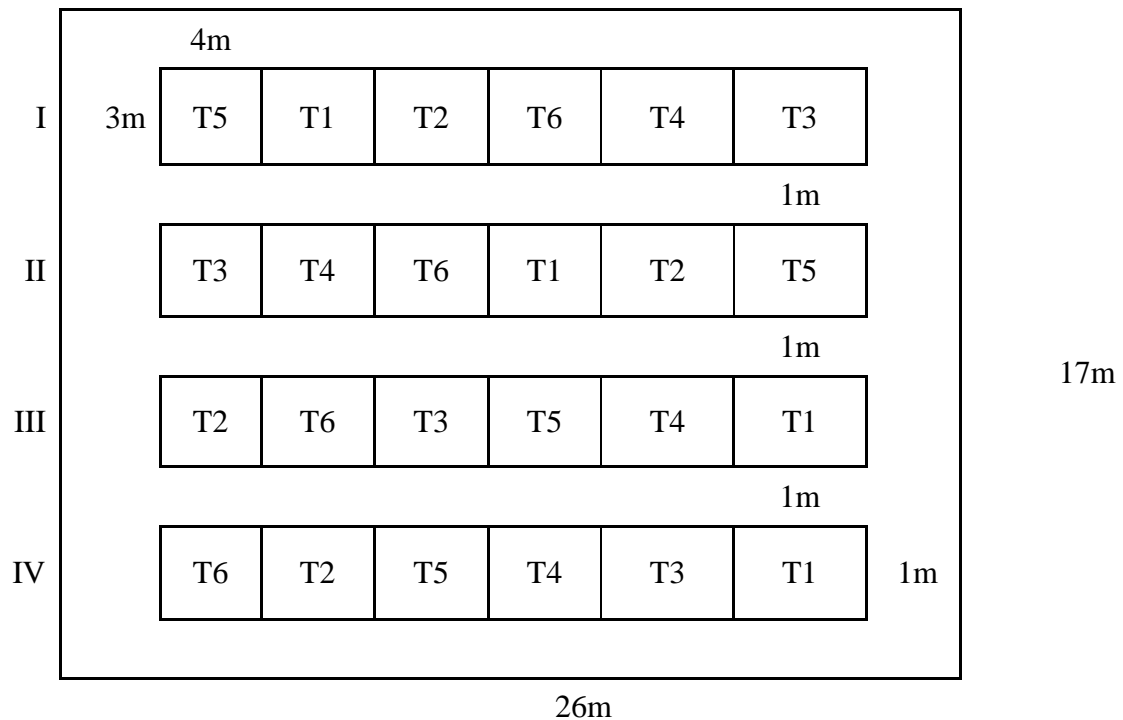 4m
I 3m T5 T1 T2 T6 T4 T3
1m
II T3 T4 T6 T1 T2 T5
1m
17m
III T2 T6 T3 T5 T4 T1
1m
IV T6 T2 T5 T4 T3 T1 1m
26m